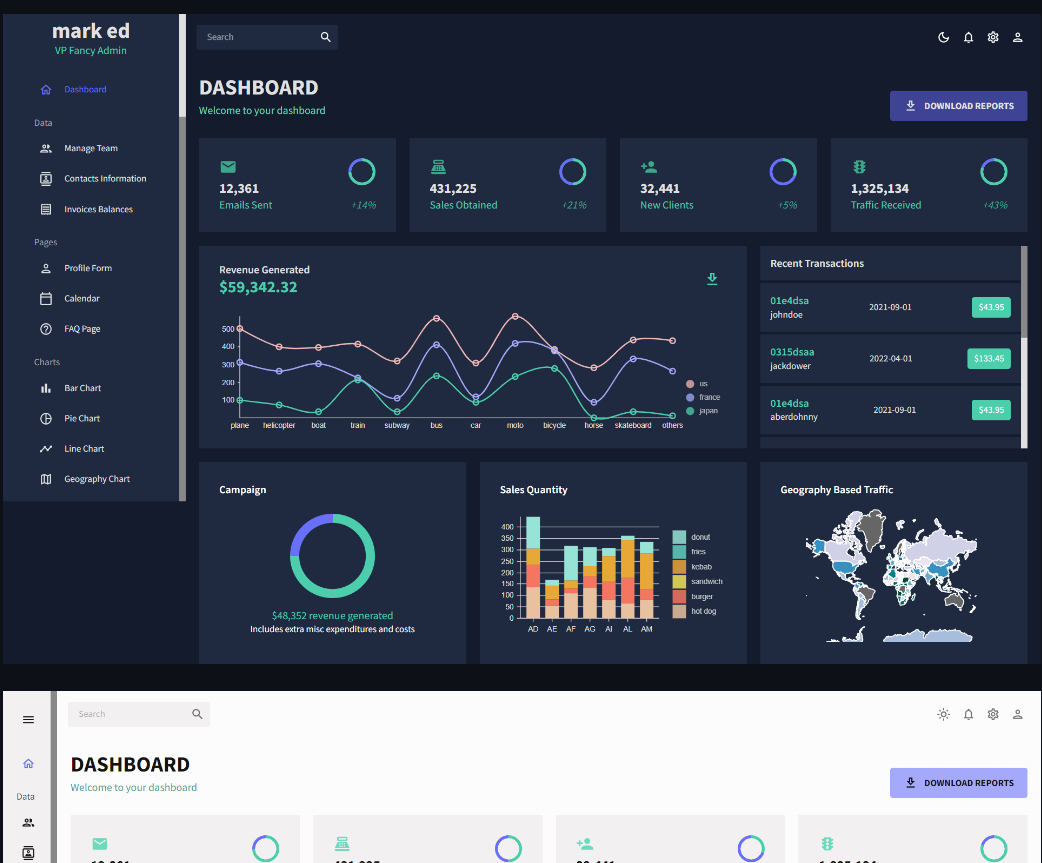 mark ed
VP Fancy Admin
Dashboard
Data
Manage Team
Contacts Information
Invoices Balances
Pages
Profile Form
Calendar
FAQ Page
Charts
Bar Chart
Pie Chart
Line Chart
Geography Chart
Search
DASHBOARD
Welcome to your dashboard
DOWNLOAD REPORTS
12,361
Emails Sent
+14%
431,225
Sales Obtained
+21%
32,441
New Clients
+5%
1,325,134
Traffic Received
+43%
Revenue Generated
$59,342.32
500
400
300
200
100
plane helicopter boat train subway bus car moto bicycle horse skateboard others
us
france
japan
Recent Transactions
01e4dsa
johndoe
2021-09-01
$43.95
0315dsaa
jackdower
2022-04-01
$133.45
01e4dsa
aberdohnny
2021-09-01
$43.95
Campaign
$48,352 revenue generated
Includes extra misc expenditures and costs
Sales Quantity
400
350
300
250
200
150
100
50
0
AD AE AF AG AI AL AM
donut
fries
kebab
sandwich
burger
hot dog
Geography Based Traffic
Search
DASHBOARD
Welcome to your dashboard
DOWNLOAD REPORTS
Data